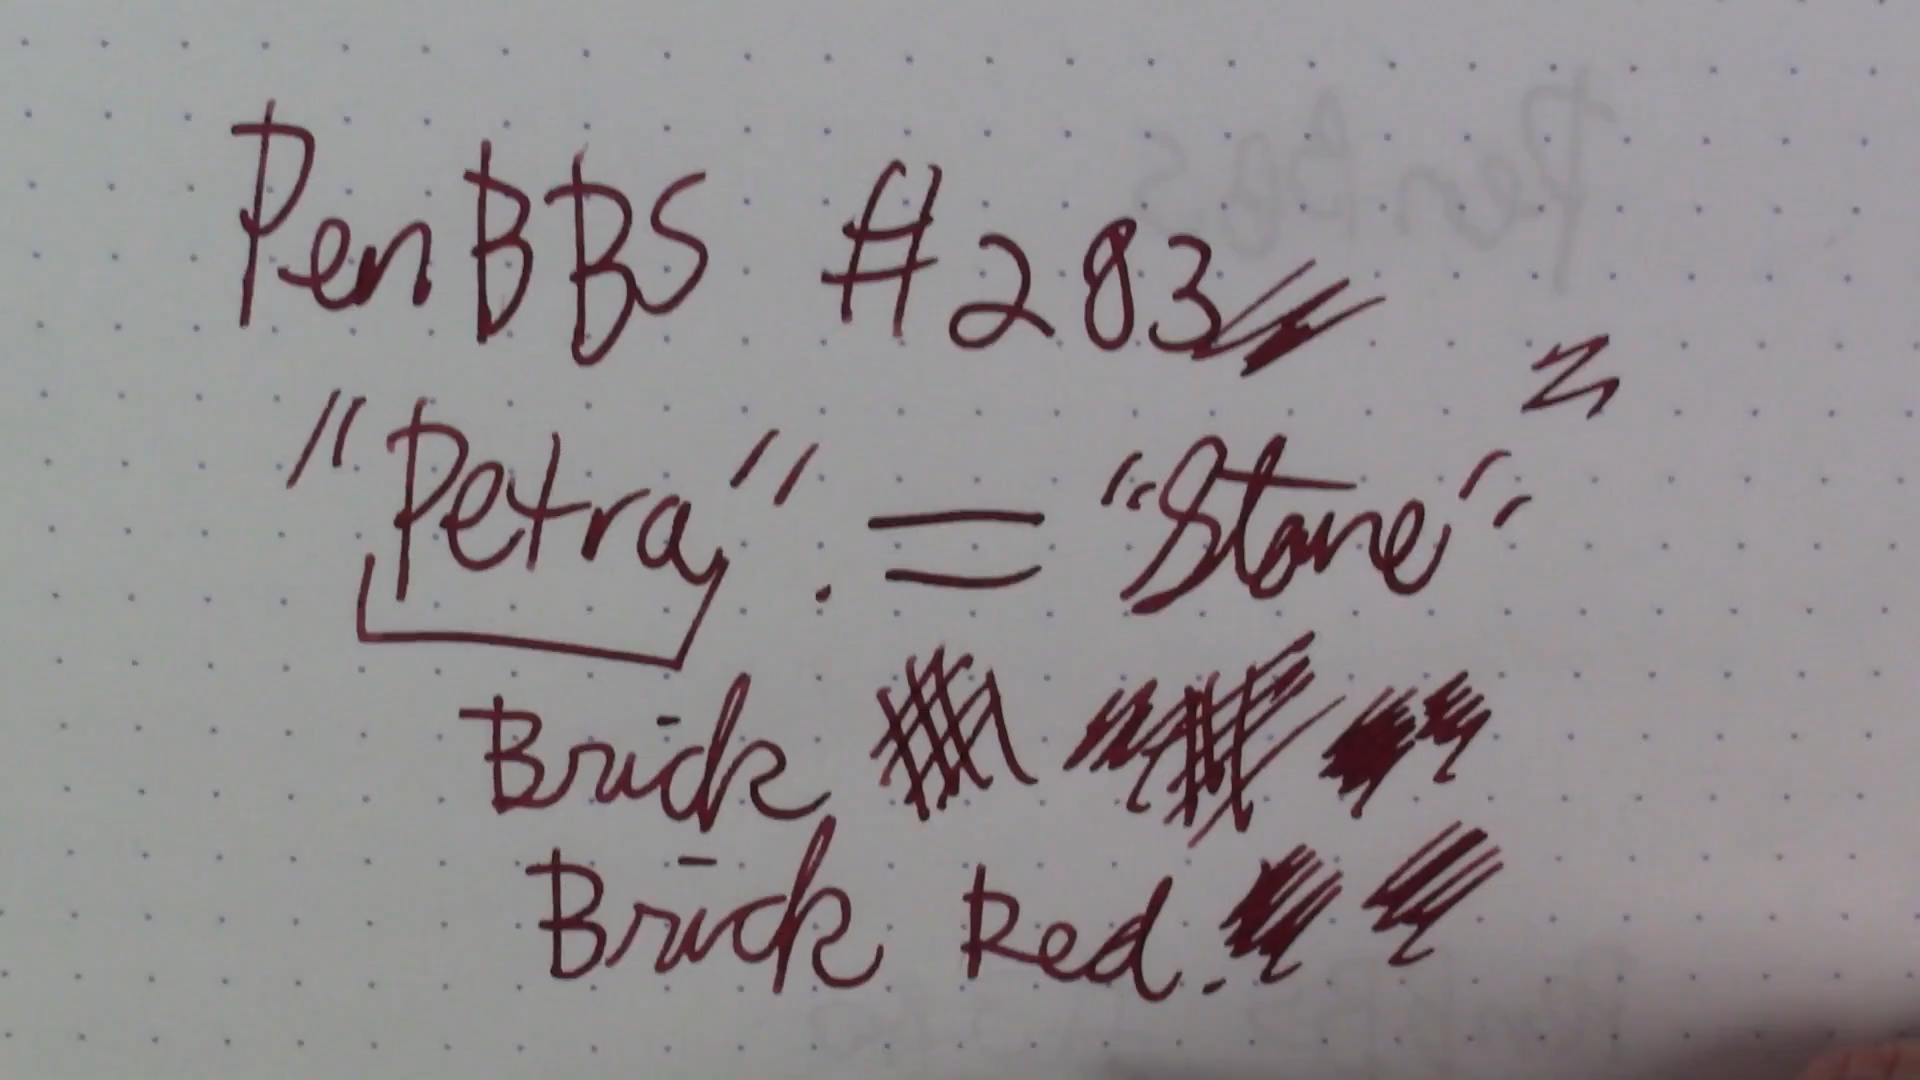 PenBBS #283
"Petra". = "Stone"
Brick
Brick Red.